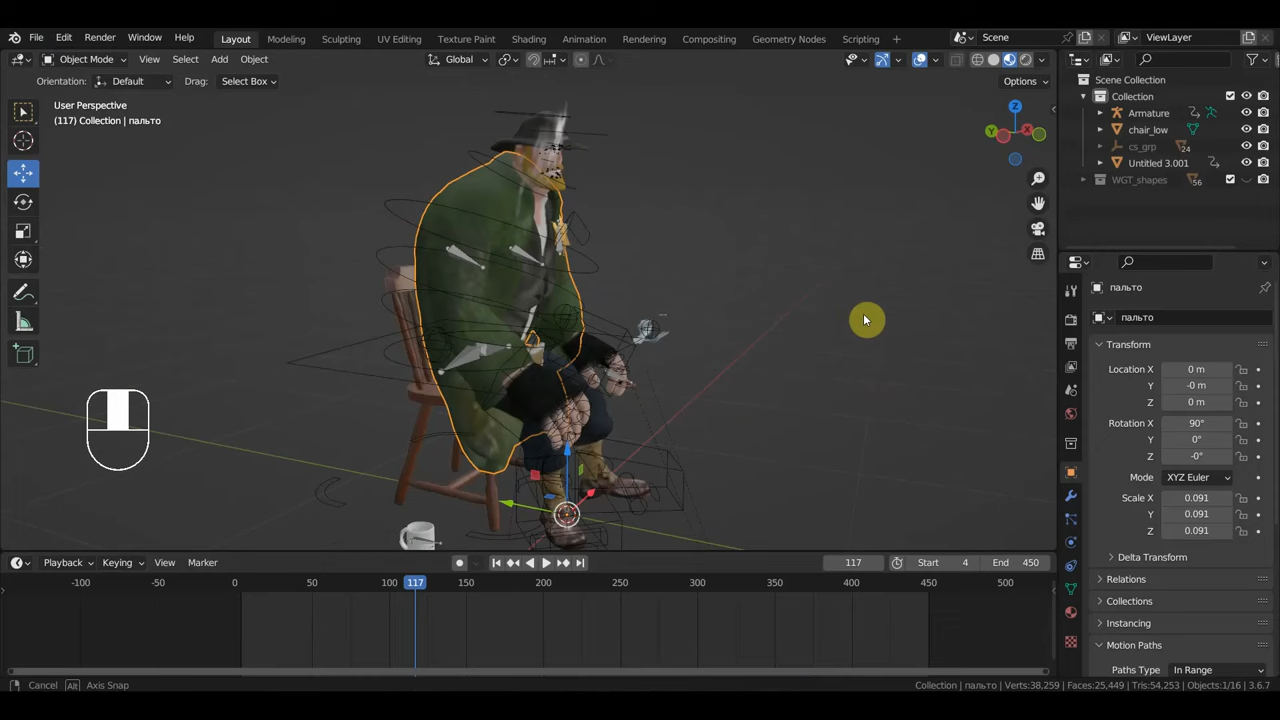 File Edit Render Window Help Layout Modeling Sculpting UV Editing Texture Paint Shading Animation Rendering Compositing Geometry Nodes Scripting + Scene ViewLayer
Object Mode View Select Add Object Global
Orientation: Default Drag: Select Box Options
User Perspective
(117) Collection | пальто
Z
Y
X
Scene Collection
Collection
Armature
chair_low
cs_grp 24
Untitled 3.001
WGT_shapes 56
пальто
пальто
Transform
Location X 0 m
Y -0 m
Z 0 m
Rotation X 90°
Y 0°
Z -0°
Mode XYZ Euler
Scale X 0.091
Y 0.091
Z 0.091
Delta Transform
Relations
Collections
Instancing
Motion Paths
Paths Type In Range
Playback Keying View Marker 117 Start 4 End 450
-100 0 50 100 117 150 200 250 300 350 400 450 500
Cancel Alt Axis Snap Collection | пальто | Verts:38,259 | Faces:25,449 | Tris:54,253 | Objects:1/16 | 3.6.7